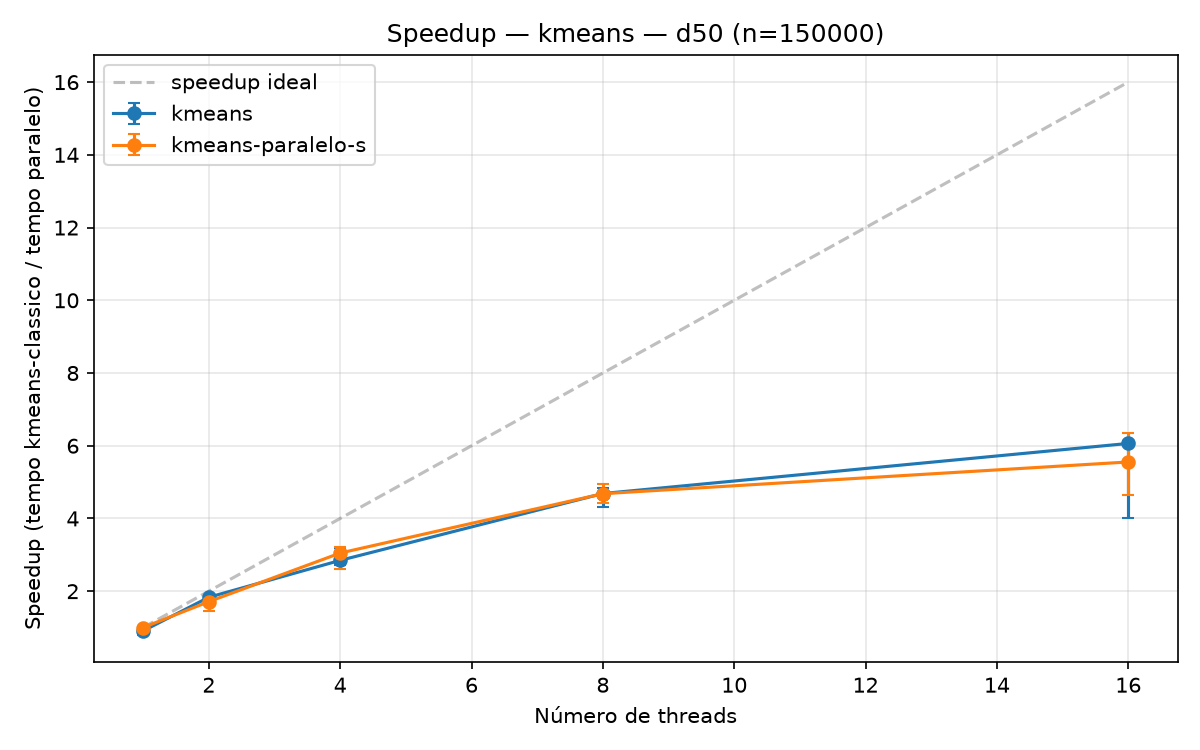 Speedup — kmeans — d50 (n=150000)
speedup ideal
kmeans
kmeans-paralelo-s
Speedup (tempo kmeans-classico / tempo paralelo)
16
14
12
10
8
6
4
2
2 4 6 8 10 12 14 16
Número de threads